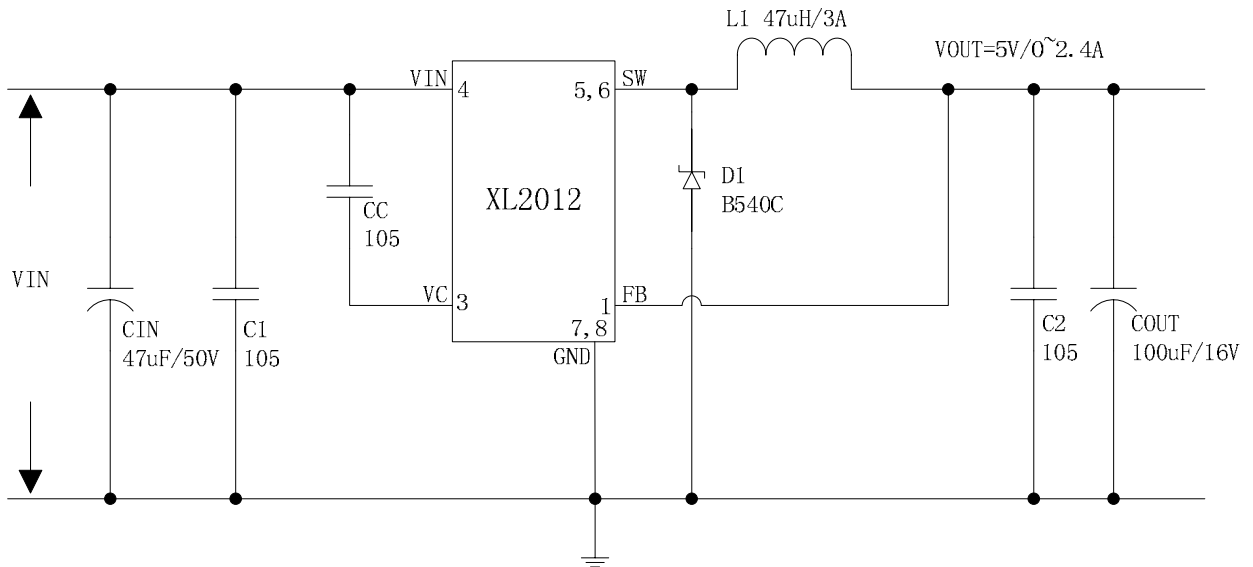 L1 47uH/3A
VOUT=5V/0~2.4A
VIN
4
5,6
SW
XL2012
D1
B540C
CC
105
VIN
VC
3
1
FB
7,8
GND
CIN
47uF/50V
C1
105
C2
105
COUT
100uF/16V